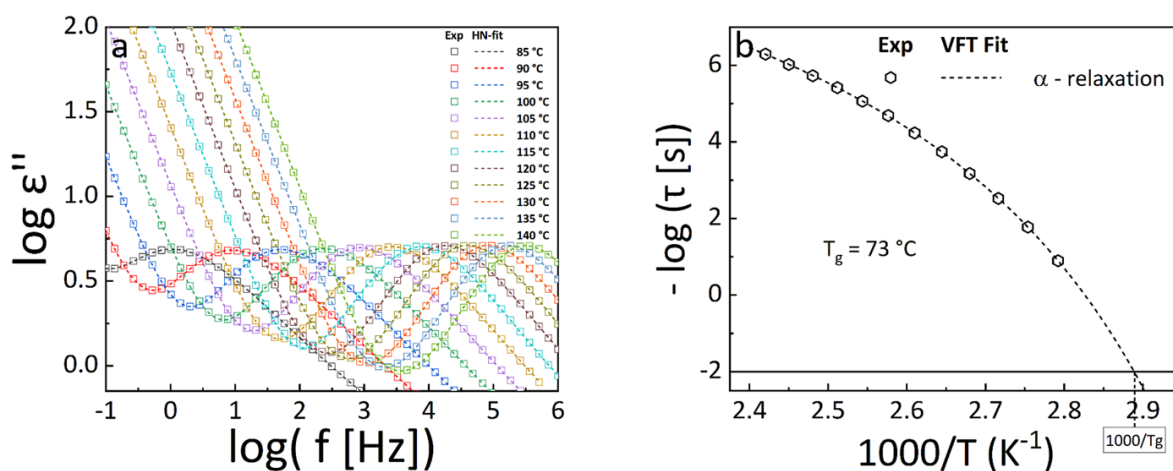 a
Exp HN-fit
85 °C
90 °C
95 °C
100 °C
105 °C
110 °C
115 °C
120 °C
125 °C
130 °C
135 °C
140 °C
2.0
1.5
1.0
0.5
0.0
log ε''
-1 0 1 2 3 4 5 6
log( f [Hz])
b
Exp VFT Fit
α - relaxation
Tg = 73 °C
6
4
2
0
-2
- log (τ [s])
2.4 2.5 2.6 2.7 2.8 2.9
1000/Tg
1000/T (K⁻¹)